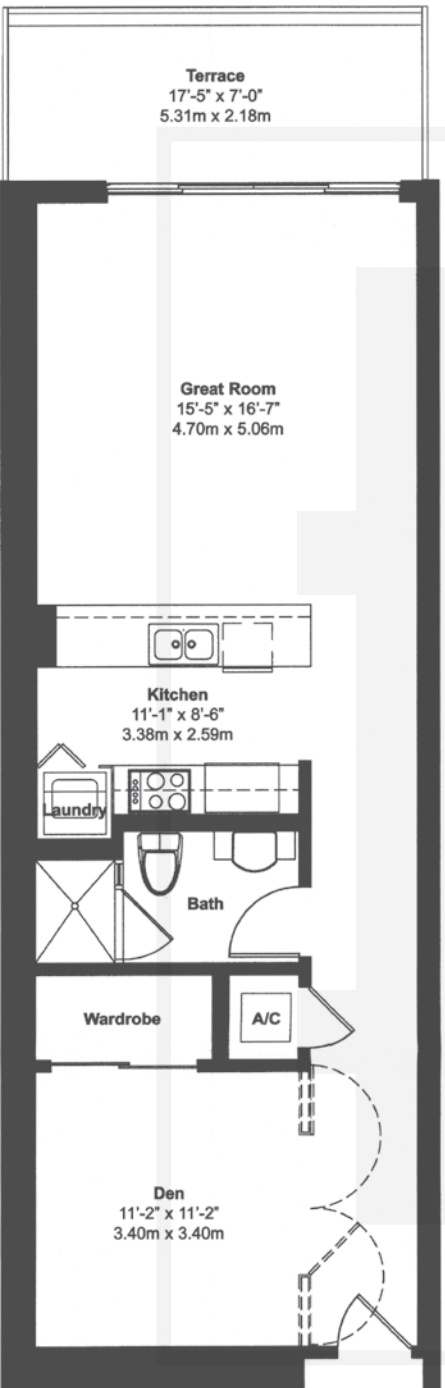 Terrace
17'-5" x 7'-0"
5.31m x 2.18m
Great Room
15'-5" x 16'-7"
4.70m x 5.06m
Kitchen
11'-1" x 8'-6"
3.38m x 2.59m
Laundry
Bath
Wardrobe
A/C
Den
11'-2" x 11'-2"
3.40m x 3.40m